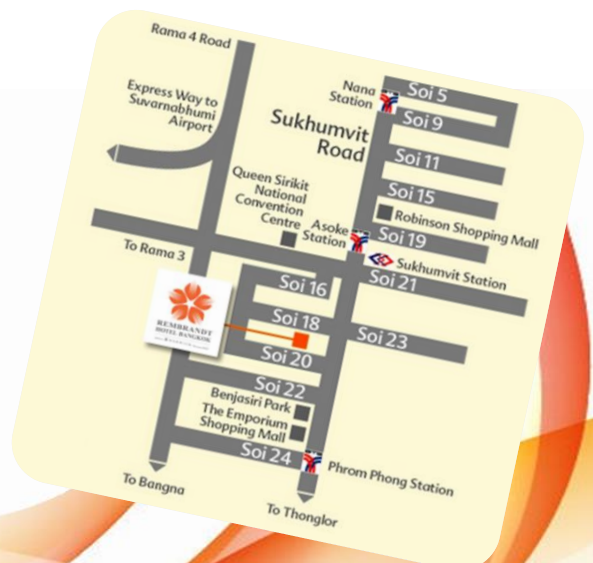 Rama 4 Road
Express Way to
Suvarnabhumi
Airport
Nana
Station
Soi 5
Soi 9
Sukhumvit
Road
Soi 11
Soi 15
Queen Sirikit
National
Convention
Centre
Robinson Shopping Mall
Asoke
Station
Soi 19
Sukhumvit Station
To Rama 3
Soi 21
Soi 16
REMBRANDT
HOTEL BANGKOK
Soi 18
Soi 23
Soi 20
Soi 22
Benjasiri Park
The Emporium
Shopping Mall
Soi 24
Phrom Phong Station
To Bangna
To Thonglor